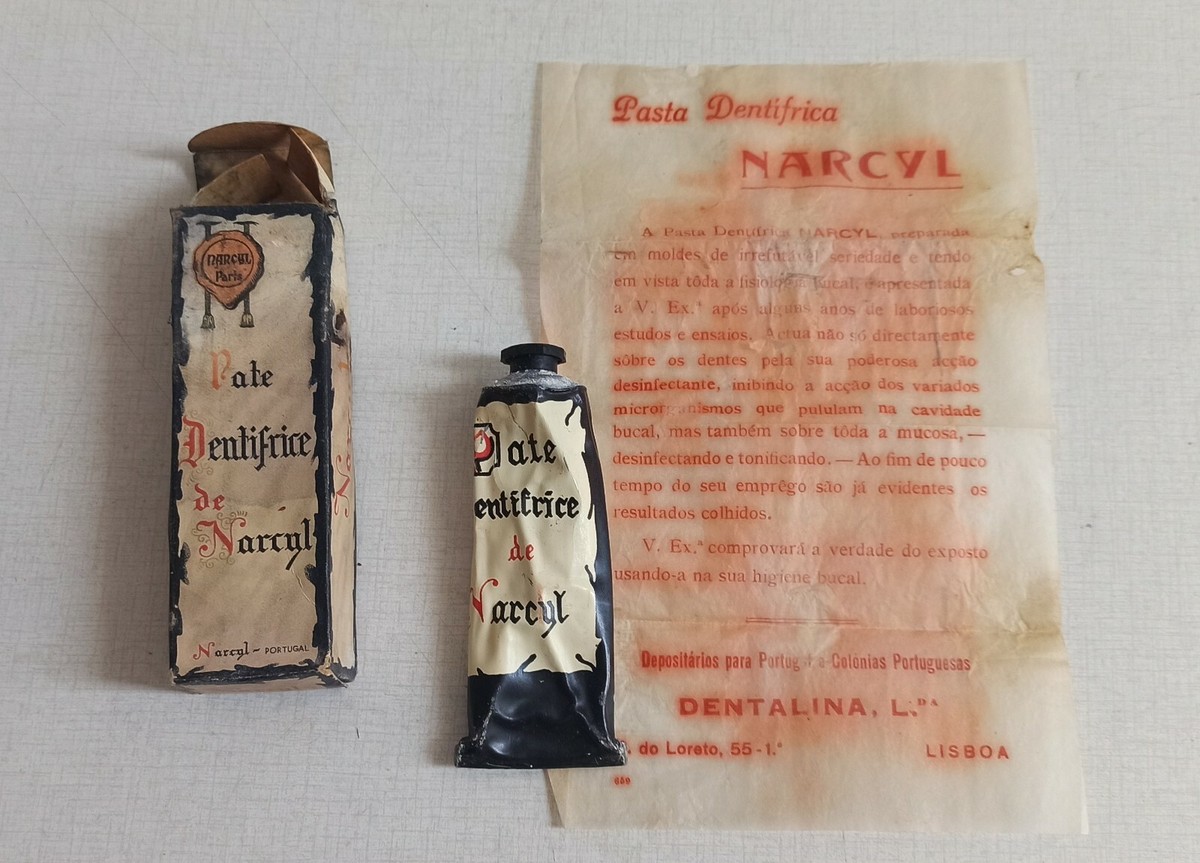 NARCYL
Paris
Pate
Dentifrice
de
Narcyl
Narcyl - PORTUGAL
Pate
entifrice
de
Narcyl
Pasta Dentífrica
NARCYL
A Pasta Dentífrica NARCYL, preparada
em moldes de irrefutável seriedade e tendo
em vista tôda a fisiologia bucal, é apresentada
a V. Ex.ª após alguns anos de laboriosos
estudos e ensaios. Actua não só directamente
sôbre os dentes pela sua poderosa acção
desinfectante, inibindo a acção dos variados
microrganismos que pululam na cavidade
bucal, mas também sobre tôda a mucosa, —
desinfectando e tonificando. — Ao fim de pouco
tempo do seu emprêgo são já evidentes os
resultados colhidos.
V. Ex.ª comprovará a verdade do exposto
usando-a na sua higiene bucal.
Depositários para Portugal e Colónias Portuguesas
DENTALINA, L.ᴰᴬ
. do Loreto, 55-1.º LISBOA
659